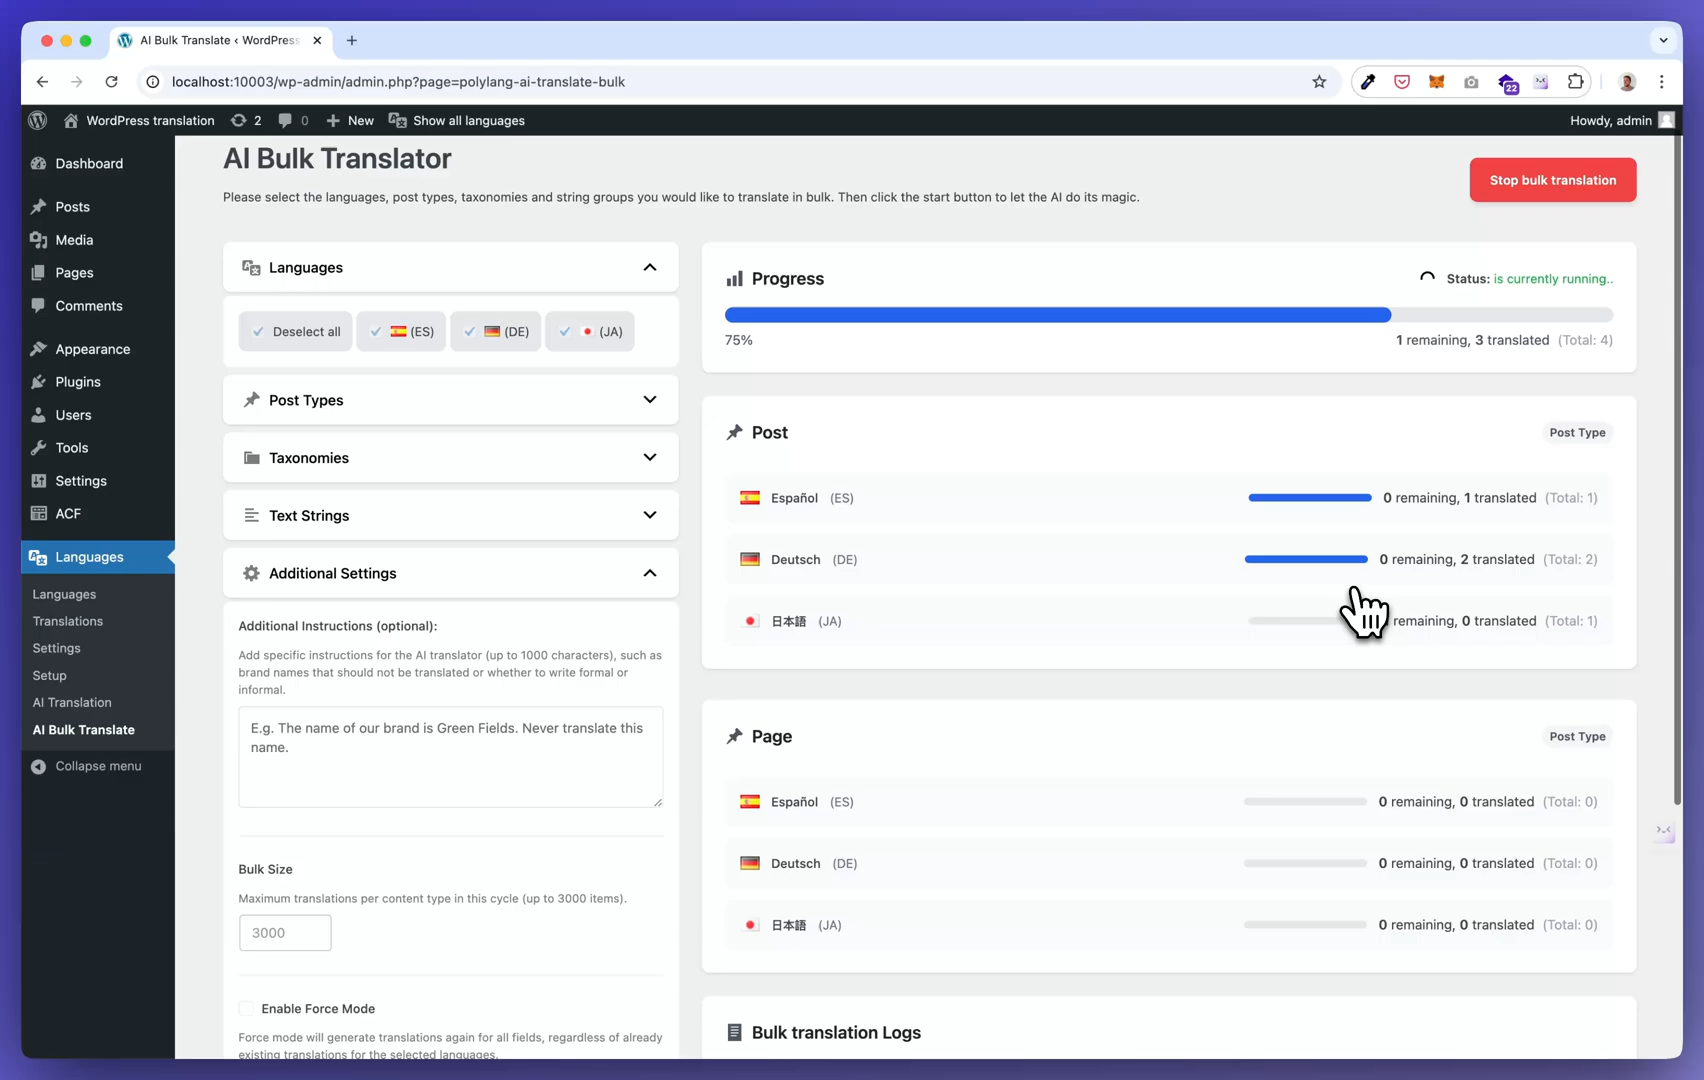 AI Bulk Translate ‹ WordPress
localhost:10003/wp-admin/admin.php?page=polylang-ai-translate-bulk
22
WordPress translation
2
0
New
Show all languages
Howdy, admin
Dashboard
Posts
Media
Pages
Comments
Appearance
Plugins
Users
Tools
Settings
ACF
Languages
Languages
Translations
Settings
Setup
AI Translation
AI Bulk Translate
Collapse menu
AI Bulk Translator
Please select the languages, post types, taxonomies and string groups you would like to translate in bulk. Then click the start button to let the AI do its magic.
Stop bulk translation
Languages
Deselect all
(ES)
(DE)
(JA)
Post Types
Taxonomies
Text Strings
Additional Settings
Additional Instructions (optional):
Add specific instructions for the AI translator (up to 1000 characters), such as
brand names that should not be translated or whether to write formal or
informal.
E.g. The name of our brand is Green Fields. Never translate this
name.
Bulk Size
Maximum translations per content type in this cycle (up to 3000 items).
3000
Enable Force Mode
Force mode will generate translations again for all fields, regardless of already
existing translations for the selected languages.
Progress
Status: is currently running..
75%
1 remaining, 3 translated (Total: 4)
Post
Post Type
Español (ES)
0 remaining, 1 translated (Total: 1)
Deutsch (DE)
0 remaining, 2 translated (Total: 2)
日本語 (JA)
remaining, 0 translated (Total: 1)
Page
Post Type
Español (ES)
0 remaining, 0 translated (Total: 0)
Deutsch (DE)
0 remaining, 0 translated (Total: 0)
日本語 (JA)
0 remaining, 0 translated (Total: 0)
Bulk translation Logs